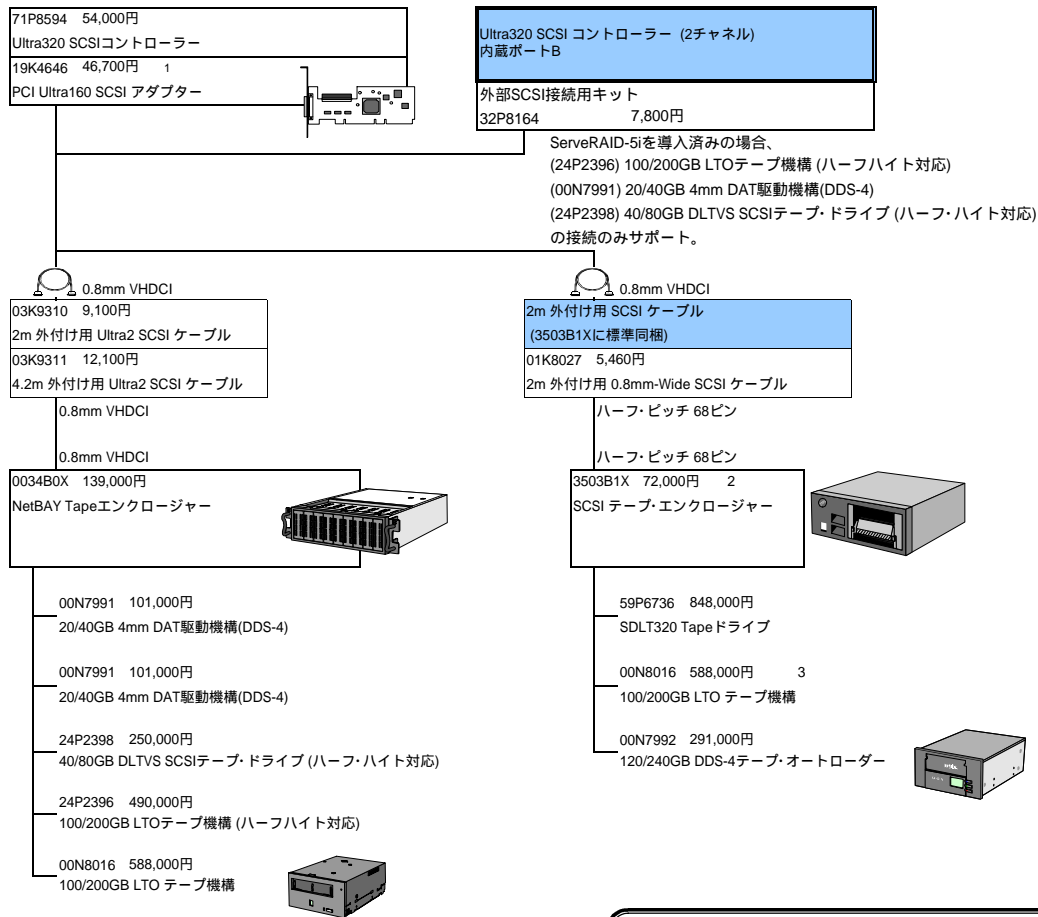 71P8594 54,000円
Ultra320 SCSIコントローラー
19K4646 46,700円 1
PCI Ultra160 SCSI アダプター
Ultra320 SCSI コントローラー (2チャネル)
内蔵ポートB
外部SCSI接続用キット
32P8164 7,800円
ServeRAID-5iを導入済みの場合、
(24P2396) 100/200GB LTOテープ機構 (ハーフハイト対応)
(00N7991) 20/40GB 4mm DAT駆動機構(DDS-4)
(24P2398) 40/80GB DLTVS SCSIテープ・ドライブ (ハーフ・ハイト対応)
の接続のみサポート。
0.8mm VHDCI
03K9310 9,100円
2m 外付け用 Ultra2 SCSI ケーブル
03K9311 12,100円
4.2m 外付け用 Ultra2 SCSI ケーブル
0.8mm VHDCI
0.8mm VHDCI
0034B0X 139,000円
NetBAY Tapeエンクロージャー
00N7991 101,000円
20/40GB 4mm DAT駆動機構(DDS-4)
00N7991 101,000円
20/40GB 4mm DAT駆動機構(DDS-4)
24P2398 250,000円
40/80GB DLTVS SCSIテープ・ドライブ (ハーフ・ハイト対応)
24P2396 490,000円
100/200GB LTOテープ機構 (ハーフハイト対応)
00N8016 588,000円
100/200GB LTO テープ機構
0.8mm VHDCI
2m 外付け用 SCSI ケーブル
(3503B1Xに標準同梱)
01K8027 5,460円
2m 外付け用 0.8mm-Wide SCSI ケーブル
ハーフ・ピッチ 68ピン
ハーフ・ピッチ 68ピン
3503B1X 72,000円 2
SCSI テープ・エンクロージャー
59P6736 848,000円
SDLT320 Tapeドライブ
00N8016 588,000円 3
100/200GB LTO テープ機構
00N7992 291,000円
120/240GB DDS-4テープ・オートローダー